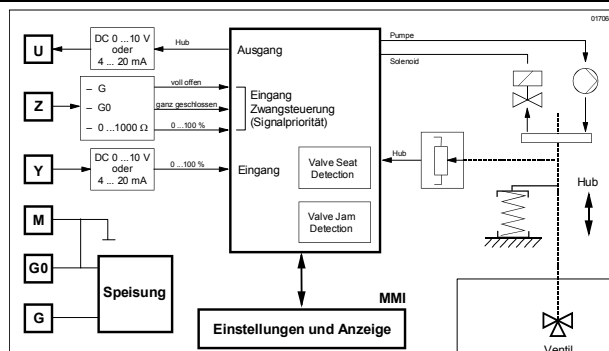 01706
U
DC 0 ...10 V
oder
4 ... 20 mA
Hub
Ausgang
Pumpe
Solenoid
Z
– G
– G0
– 0 ...1000 Ω
voll offen
ganz geschlossen
0 ...100 %
Eingang
Zwangsteuerung
(Signalpriorität)
Y
DC 0 ...10 V
oder
4 ... 20 mA
0 ...100 %
Eingang
Valve Seat
Detection
Hub
Valve Jam
Detection
Hub
M
G0
G
Speisung
MMI
Einstellungen und Anzeige
Ventil